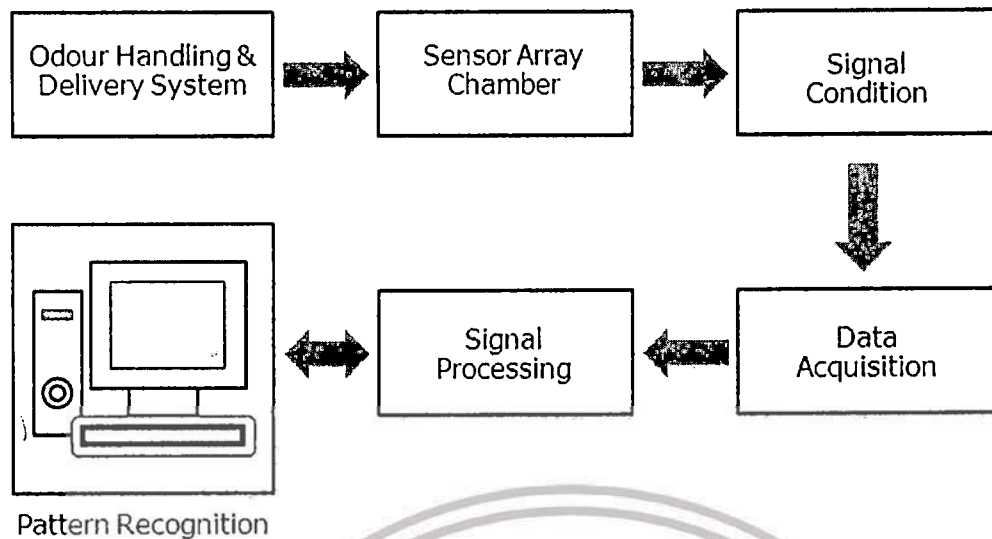 Odour Handling &
Delivery System
Sensor Array
Chamber
Signal
Condition
Data
Acquisition
Signal
Processing
Pattern Recognition